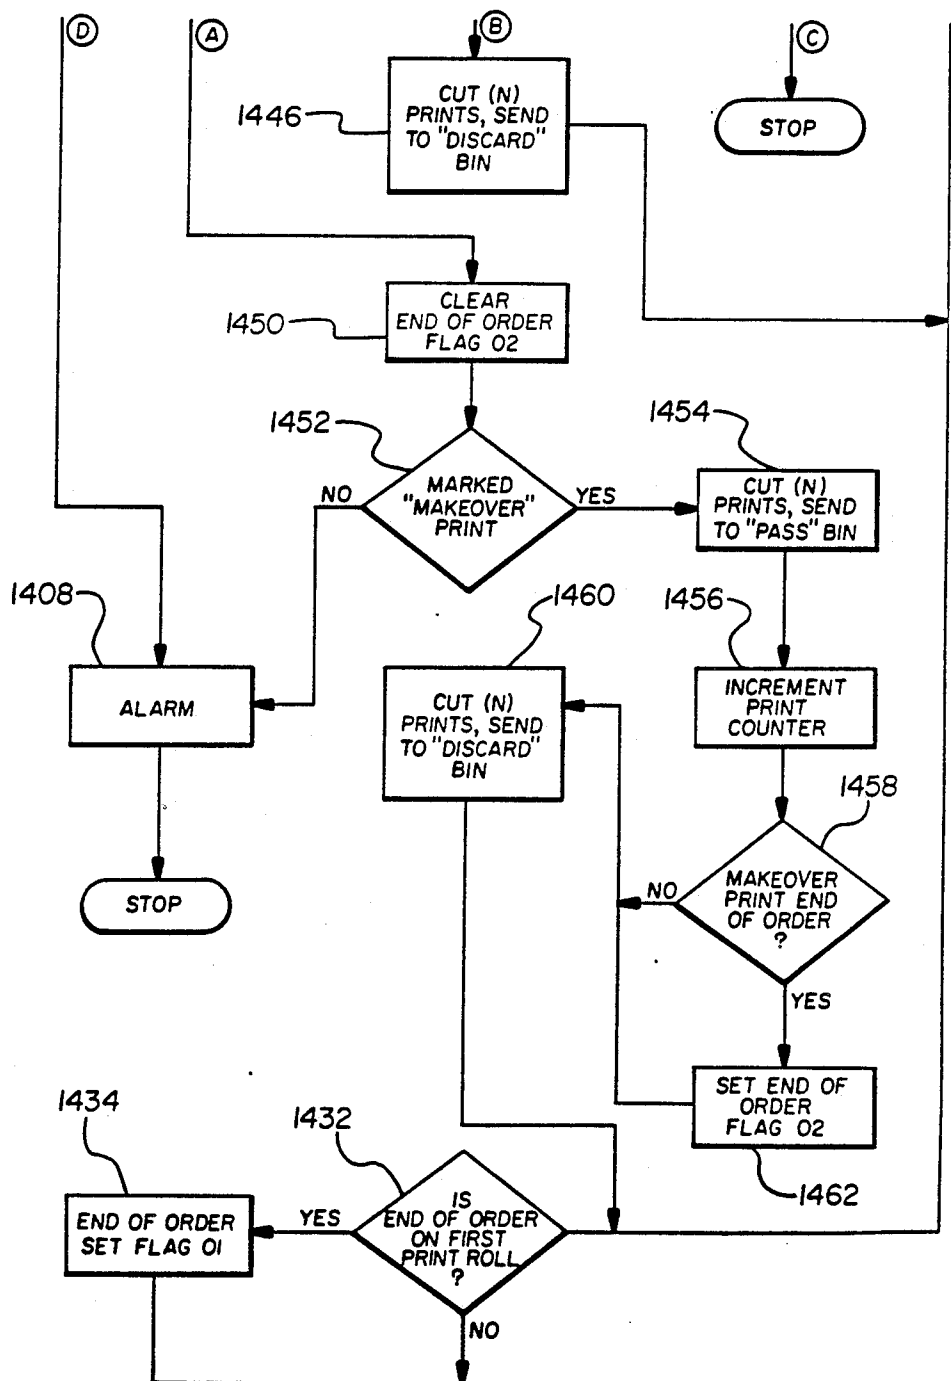 D
A
B
C
1446
CUT (N)
PRINTS, SEND
TO "DISCARD"
BIN
STOP
1450
CLEAR
END OF ORDER
FLAG 02
1452
MARKED
"MAKEOVER"
PRINT
NO
YES
1454
CUT (N)
PRINTS, SEND
TO "PASS" BIN
1408
ALARM
1460
CUT (N)
PRINTS, SEND
TO "DISCARD"
BIN
1456
INCREMENT
PRINT
COUNTER
1458
MAKEOVER
PRINT END
OF ORDER
?
NO
YES
STOP
SET END OF
ORDER
FLAG 02
1462
1434
END OF ORDER
SET FLAG 01
1432
YES
IS
END OF ORDER
ON FIRST
PRINT ROLL
?
NO